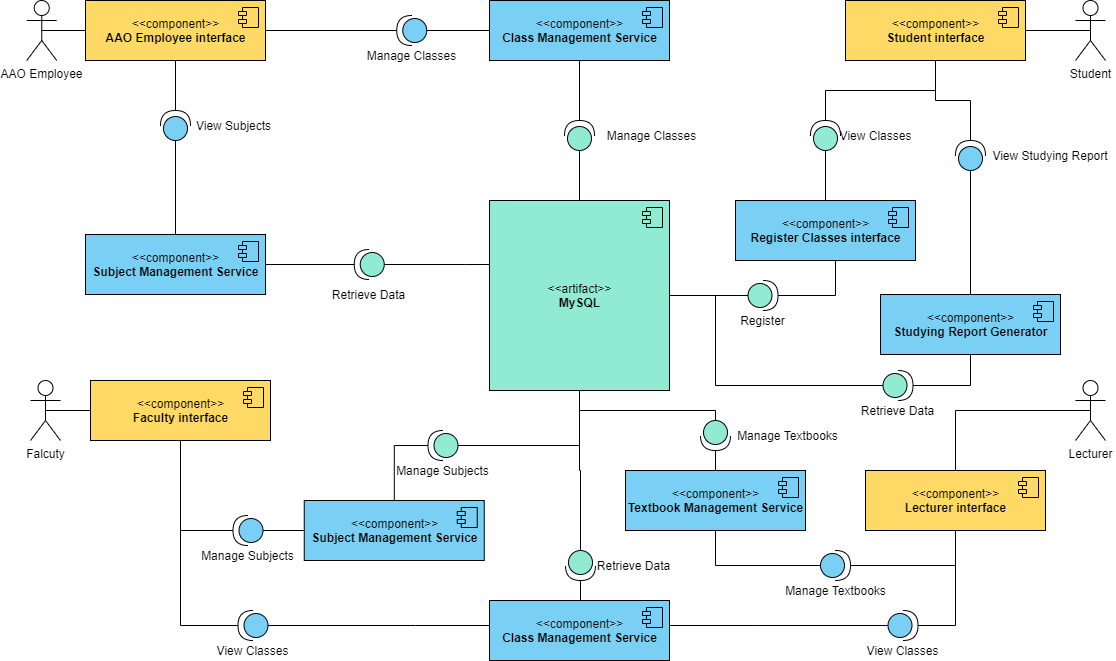 <<component>>
AAO Employee interface
Manage Classes
<<component>>
Class Management Service
<<component>>
Student interface
AAO Employee
Student
View Subjects
Manage Classes
View Classes
View Studying Report
<<component>>
Register Classes interface
<<component>>
Subject Management Service
Retrieve Data
<<artifact>>
MySQL
Register
<<component>>
Studying Report Generator
Retrieve Data
<<component>>
Faculty interface
Falcuty
Manage Subjects
Manage Textbooks
Lecturer
<<component>>
Subject Management Service
<<component>>
Textbook Management Service
<<component>>
Lecturer interface
Manage Subjects
Retrieve Data
Manage Textbooks
<<component>>
Class Management Service
View Classes
View Classes